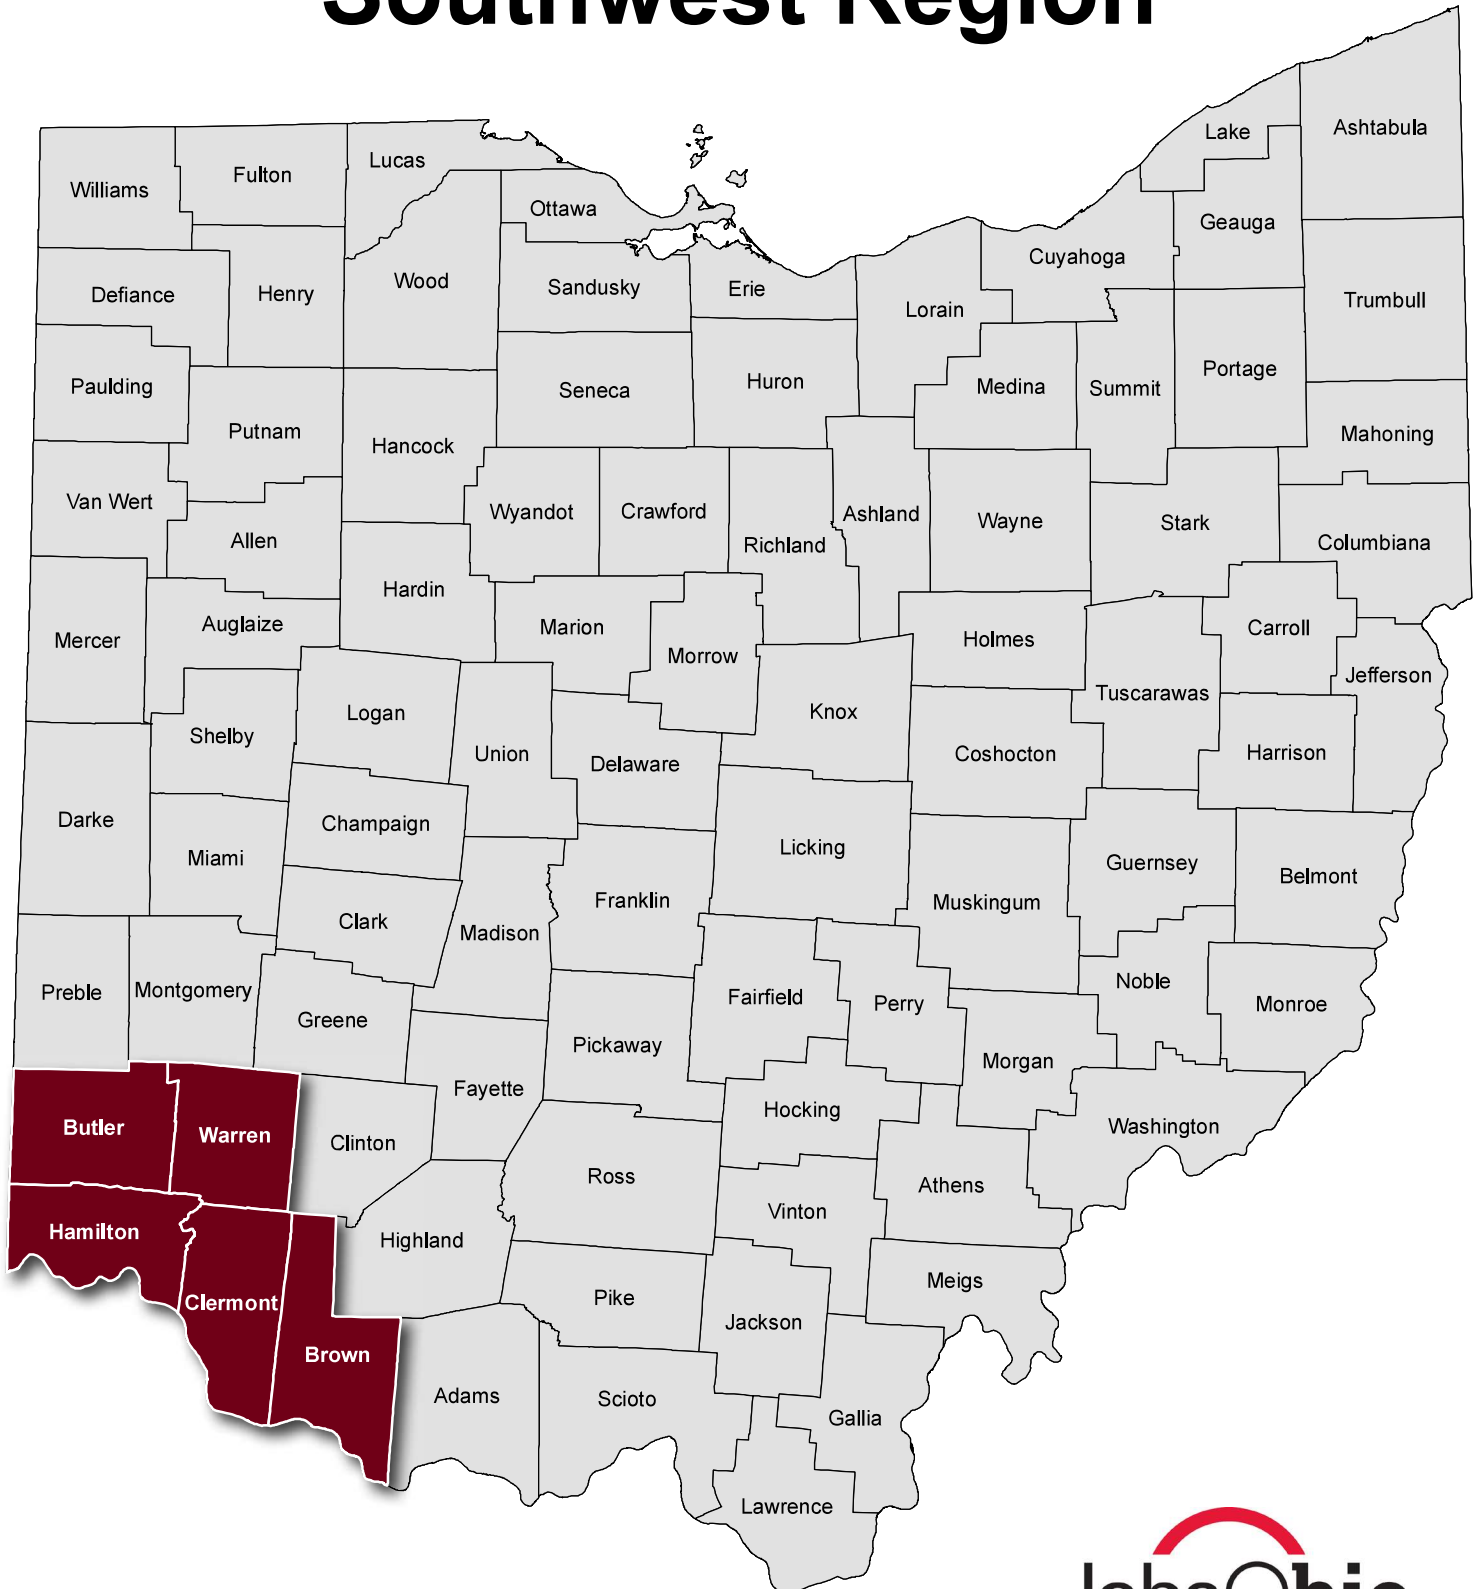 Southwest Region
Lake
Ashtabula
Lucas
Fulton
Williams
Ottawa
Geauga
Cuyahoga
Wood
Sandusky
Erie
Henry
Defiance
Lorain
Trumbull
Portage
Huron
Seneca
Medina
Summit
Paulding
Putnam
Hancock
Mahoning
Van Wert
Wyandot
Crawford
Ashland
Wayne
Stark
Allen
Richland
Columbiana
Hardin
Auglaize
Marion
Mercer
Morrow
Holmes
Carroll
Jefferson
Tuscarawas
Logan
Knox
Shelby
Union
Delaware
Coshocton
Harrison
Darke
Champaign
Licking
Miami
Guernsey
Belmont
Franklin
Muskingum
Clark
Madison
Preble
Montgomery
Fairfield
Perry
Noble
Monroe
Greene
Pickaway
Morgan
Fayette
Hocking
Butler
Warren
Clinton
Washington
Ross
Athens
Vinton
Hamilton
Highland
Meigs
Clermont
Pike
Jackson
Brown
Adams
Scioto
Gallia
Lawrence
JobsOhio